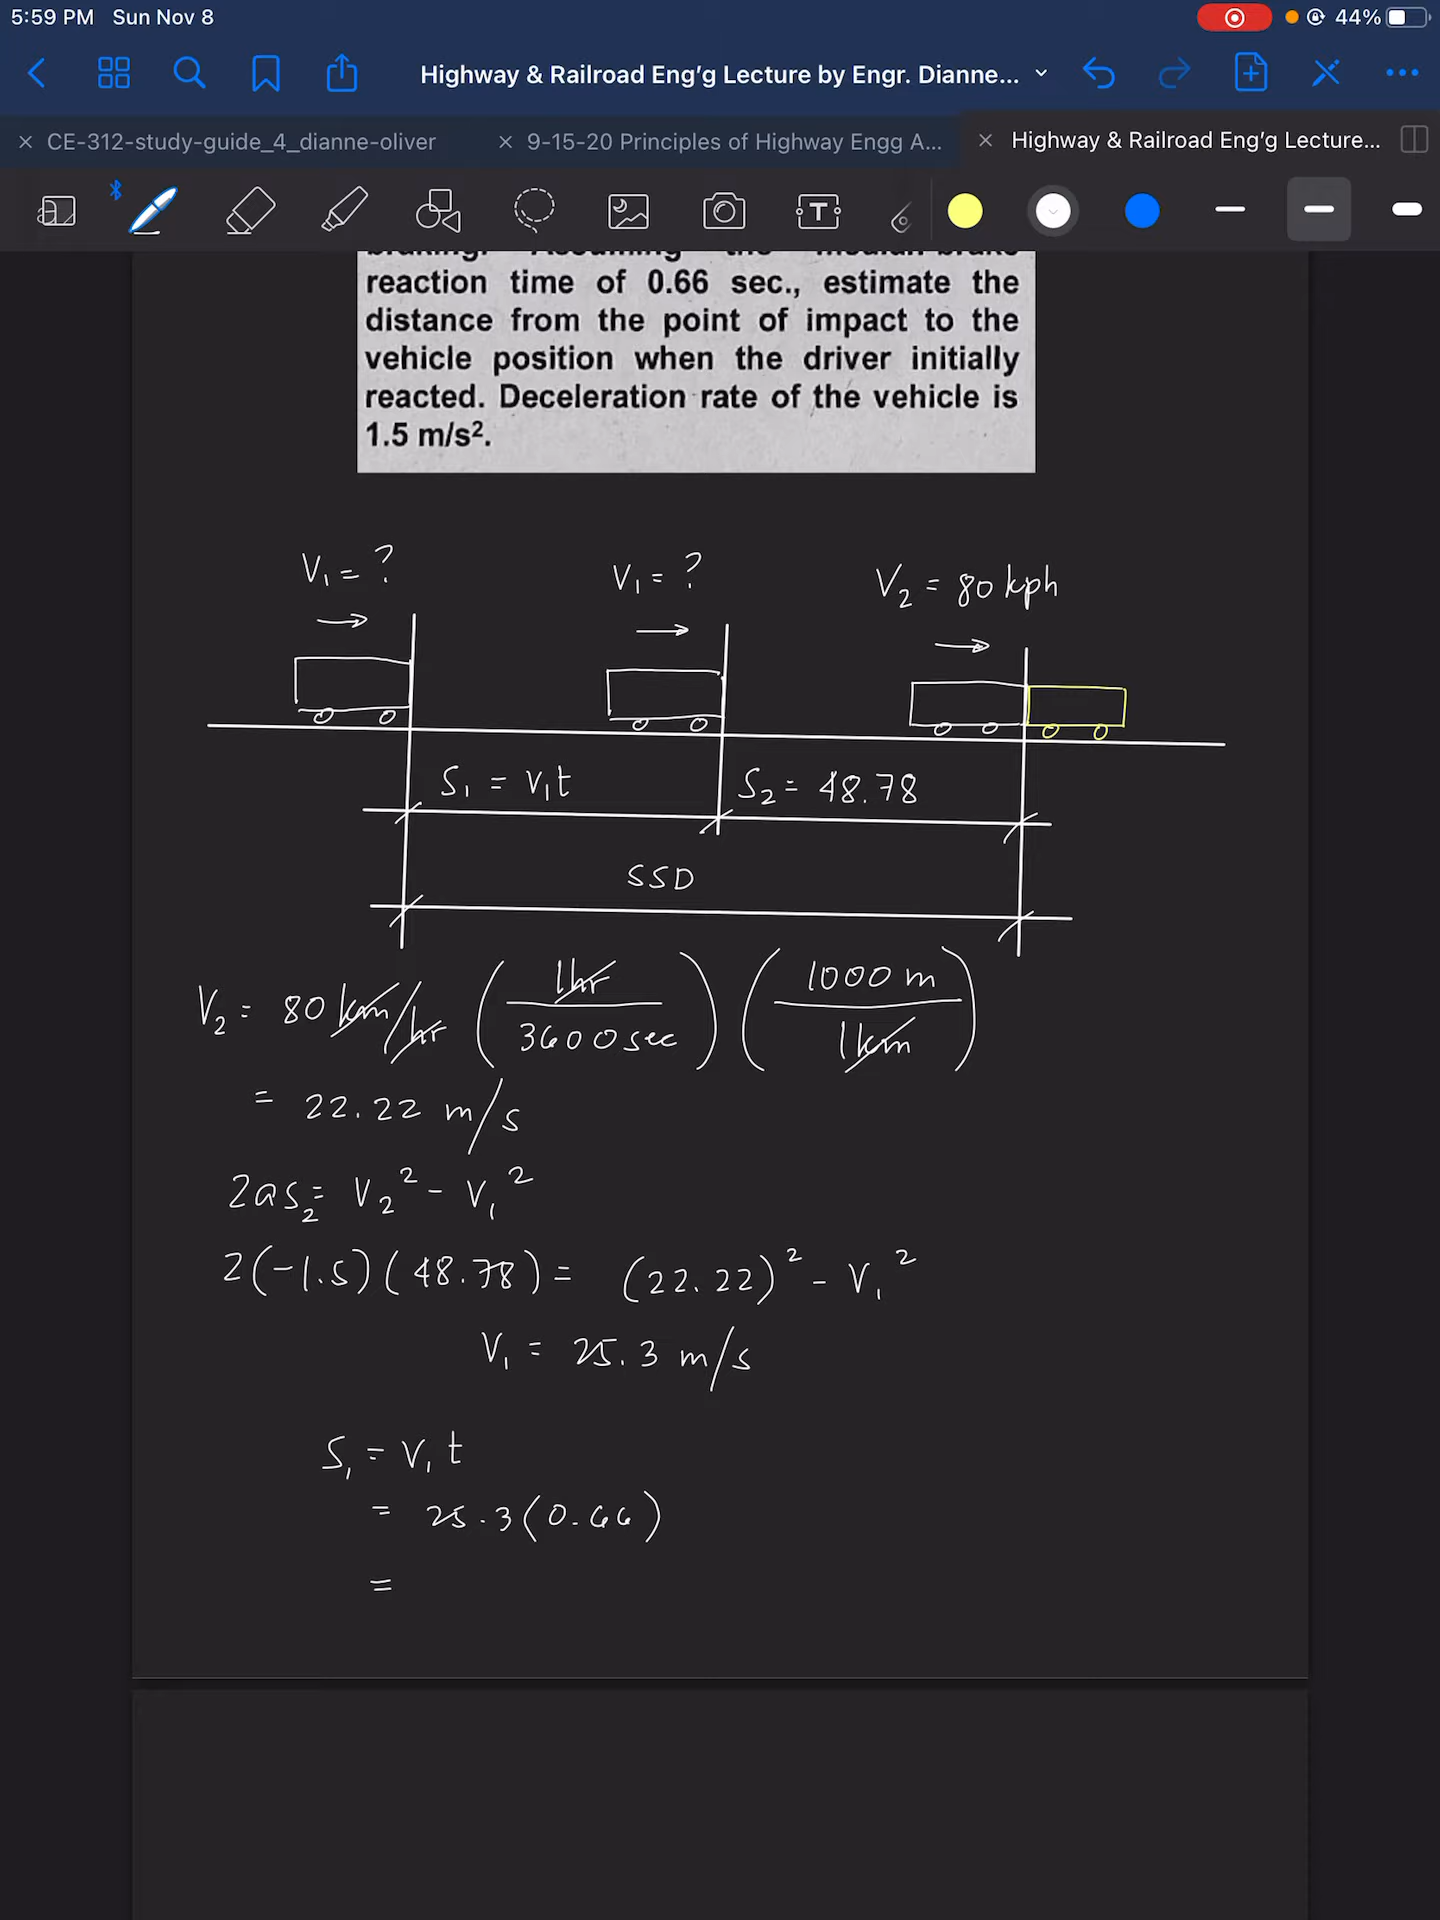 5:59 PM Sun Nov 8
44%
Highway & Railroad Eng'g Lecture by Engr. Dianne...
CE-312-study-guide_4_dianne-oliver
9-15-20 Principles of Highway Engg A...
Highway & Railroad Eng'g Lecture...
reaction time of 0.66 sec., estimate the
distance from the point of impact to the
vehicle position when the driver initially
reacted. Deceleration rate of the vehicle is
1.5 m/s².
V₁ = ? V₁ = ? V₂ = 80 kph
S₁ = V₁t S₂ = 48.78
SSD
V₂ = 80 km/hr (1hr/3600sec) (1000 m/1km)
= 22.22 m/s
2as₂ = V₂² - V₁²
2(-1.5)(48.78) = (22.22)² - V₁²
V₁ = 25.3 m/s
S₁ = V₁t
= 25.3(0.66)
=